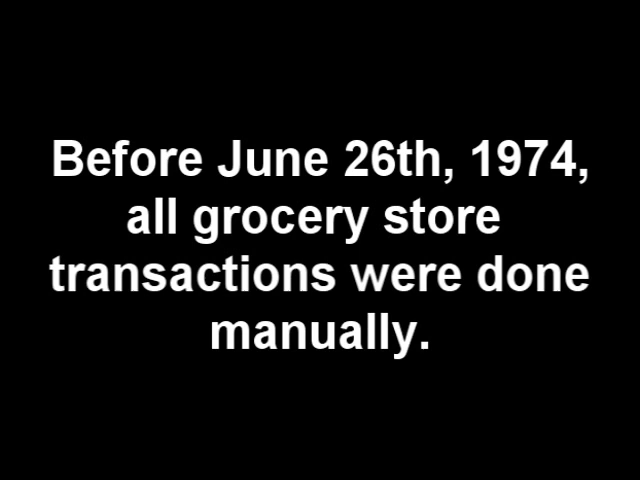 Before June 26th, 1974,
all grocery store
transactions were done
manually.